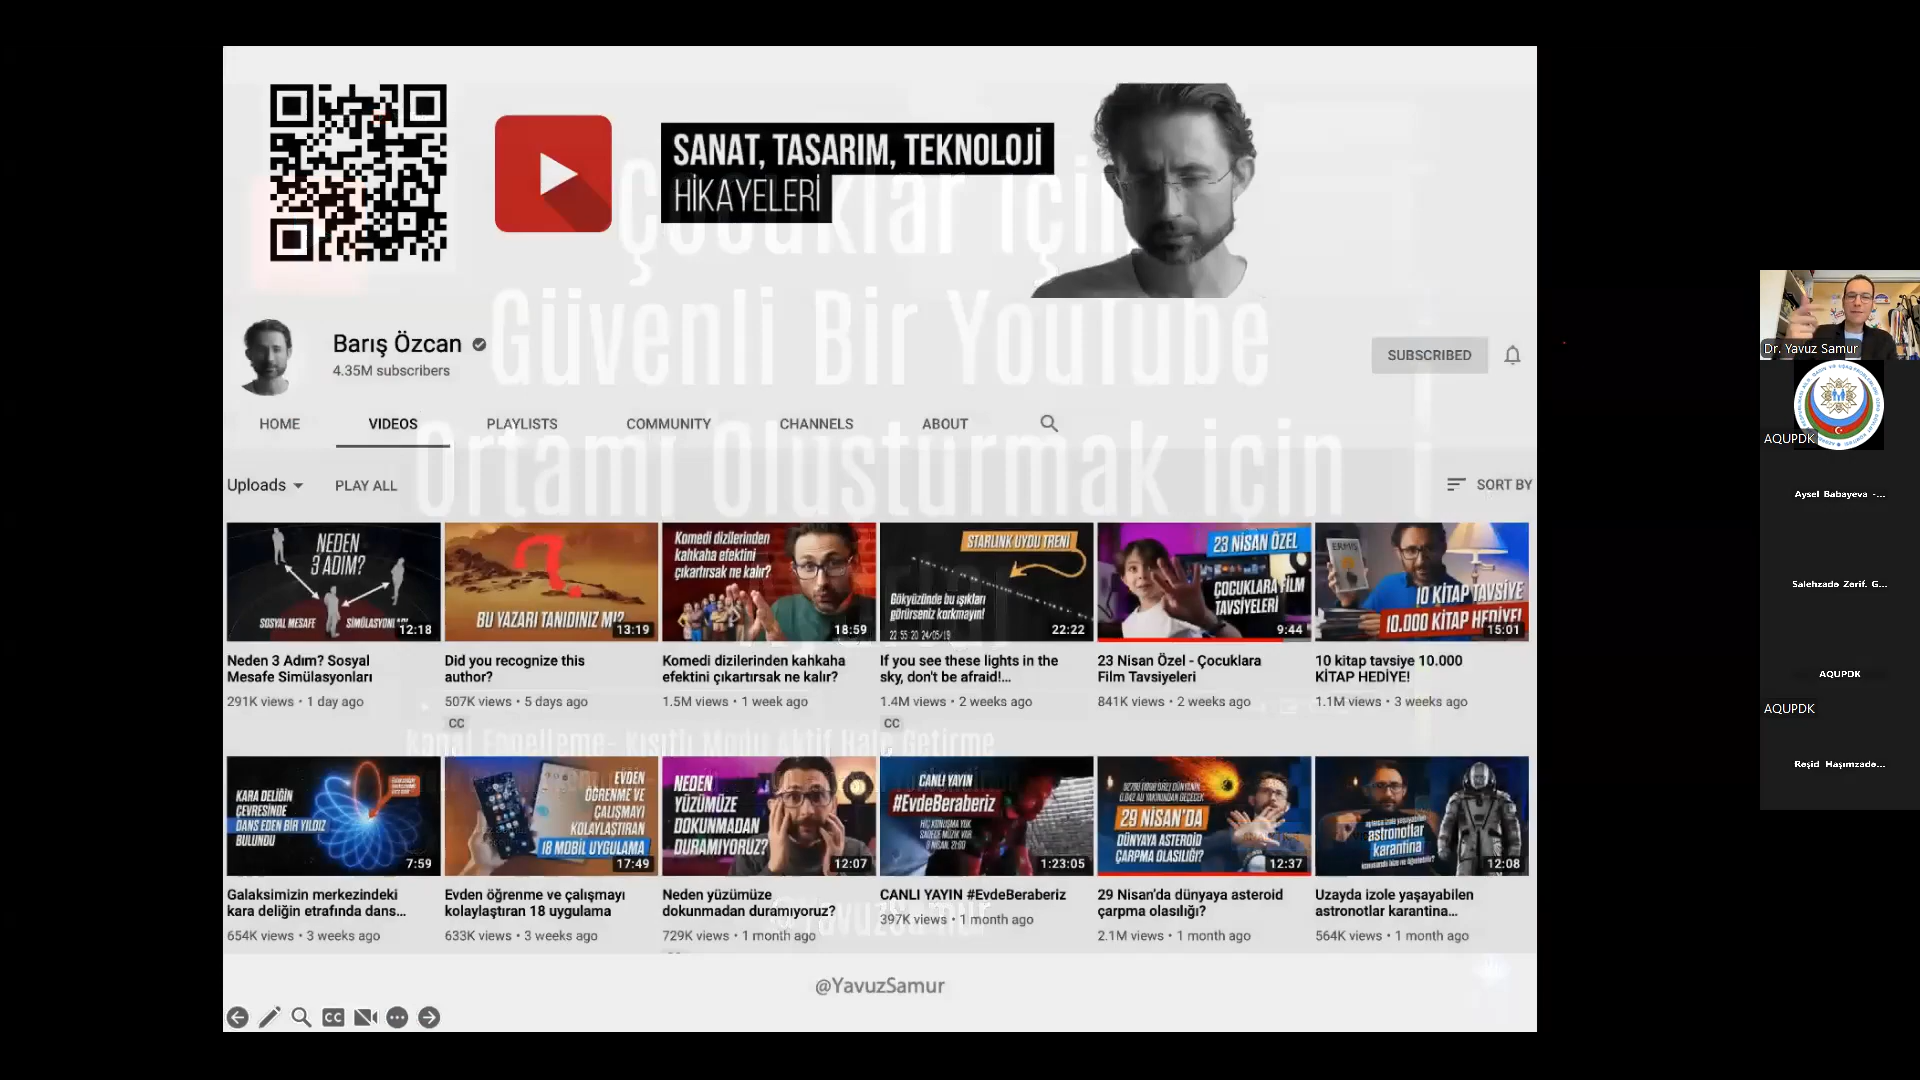 SANAT, TASARIM, TEKNOLOJİ
HİKAYELERİ
Çocuklar için
Güvenli Bir YouTube
Ortamı Oluşturmak için
Barış Özcan
4.35M subscribers
SUBSCRIBED
HOME
VIDEOS
PLAYLISTS
COMMUNITY
CHANNELS
ABOUT
Uploads
PLAY ALL
SORT BY
NEDEN
3 ADIM?
SOSYAL MESAFE
12:18
BU YAZARI TANIDINIZ MI?
13:19
Komedi dizilerinden
kahkaha efektini
çıkartırsak ne kalır?
18:59
STARLINK UYDU TRENİ
Gökyüzünde bu ışıkları
görürseniz korkmayın!
22 55 20 24/05/19
22:22
23 NİSAN ÖZEL
ÇOCUKLARA FİLM
TAVSİYELERİ
9:44
10 KİTAP TAVSİYE
10.000 KİTAP HEDİYE!
15:01
Neden 3 Adım? Sosyal
Mesafe Simülasyonları
291K views • 1 day ago
Did you recognize this
author?
507K views • 5 days ago
CC
Komedi dizilerinden kahkaha
efektini çıkartırsak ne kalır?
1.5M views • 1 week ago
If you see these lights in the
sky, don't be afraid!...
1.4M views • 2 weeks ago
CC
23 Nisan Özel - Çocuklara
Film Tavsiyeleri
841K views • 2 weeks ago
10 kitap tavsiye 10.000
KİTAP HEDİYE!
1.1M views • 3 weeks ago
Kanal Engelleme- Kısıtlı Modu Aktif Hale Getirme
KARA DELİĞİN
ÇEVRESİNDE
DANS EDEN BİR YILDIZ
BULUNDU
7:59
EVDEN
ÖĞRENME VE
ÇALIŞMAYI
KOLAYLAŞTIRAN
18 MOBİL UYGULAMA
17:49
NEDEN
YÜZÜMÜZE
DOKUNMADAN
DURAMIYORUZ?
12:07
CANLI YAYIN
#EvdeBeraberiz
HİÇ KONUŞMA YOK
SADECE MÜZİK VAR
1:23:05
29 NİSAN'DA
DÜNYAYA ASTEROİD
ÇARPMA OLASILIĞI?
12:37
astronotlar
karantina
12:08
Galaksimizin merkezindeki
kara deliğin etrafında dans...
654K views • 3 weeks ago
Evden öğrenme ve çalışmayı
kolaylaştıran 18 uygulama
633K views • 3 weeks ago
Neden yüzümüze
dokunmadan duramıyoruz?
729K views • 1 month ago
CANLI YAYIN #EvdeBeraberiz
397K views • 1 month ago
29 Nisan'da dünyaya asteroid
çarpma olasılığı?
2.1M views • 1 month ago
Uzayda izole yaşayabilen
astronotlar karantina...
564K views • 1 month ago
@YavuzSamur
@YavuzSamur
CC
Dr. Yavuz Samur
AQUPDK
Aysel Babayeva -...
Salehzadə Zərif. G...
AQUPDK
AQUPDK
Rəşid Haşımzadə...